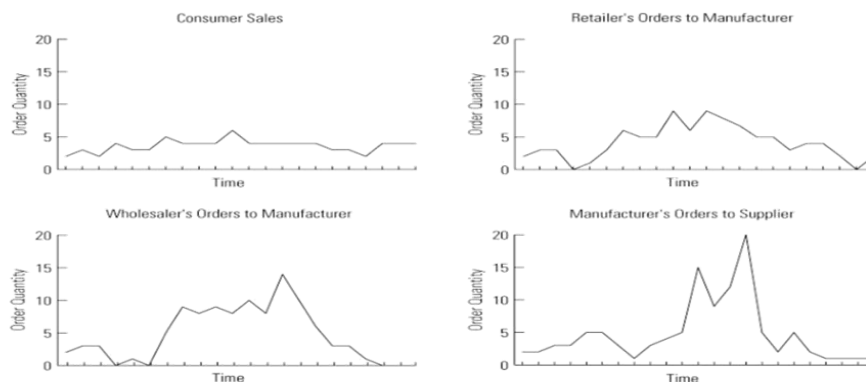 Consumer Sales
20
15
10
5
0
Order Quantity
Time
Retailer's Orders to Manufacturer
20
15
10
5
0
Order Quantity
Time
Wholesaler's Orders to Manufacturer
20
15
10
5
0
Order Quantity
Time
Manufacturer's Orders to Supplier
20
15
10
5
0
Order Quantity
Time